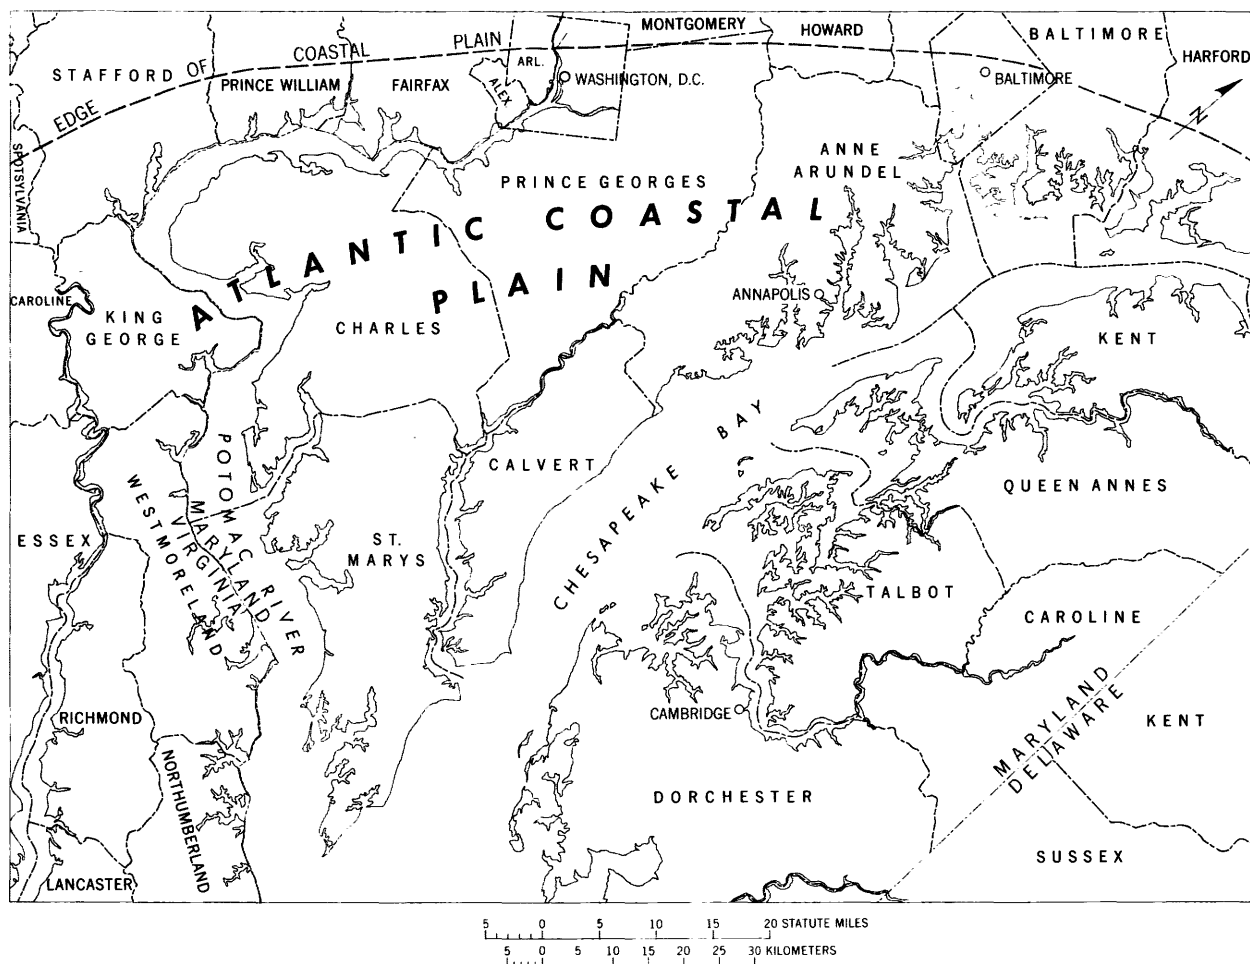 MONTGOMERY
HOWARD
BALTIMORE
HARFORD
STAFFORD
EDGE OF COASTAL PLAIN
PRINCE WILLIAM
FAIRFAX
ARL.
ALEX
WASHINGTON, D.C.
BALTIMORE
N
SPOTSYLVANIA
ANNE
ARUNDEL
PRINCE GEORGES
ATLANTIC COASTAL
PLAIN
ANNAPOLIS
CAROLINE
KING
GEORGE
CHARLES
KENT
CHESAPEAKE BAY
POTOMAC RIVER
MARYLAND
VIRGINIA
WESTMORELAND
CALVERT
QUEEN ANNES
ESSEX
ST.
MARYS
TALBOT
CAROLINE
RICHMOND
CAMBRIDGE
MARYLAND
DELAWARE
KENT
NORTHUMBERLAND
DORCHESTER
SUSSEX
LANCASTER
5 0 5 10 15 20 STATUTE MILES
5 0 5 10 15 20 25 30 KILOMETERS